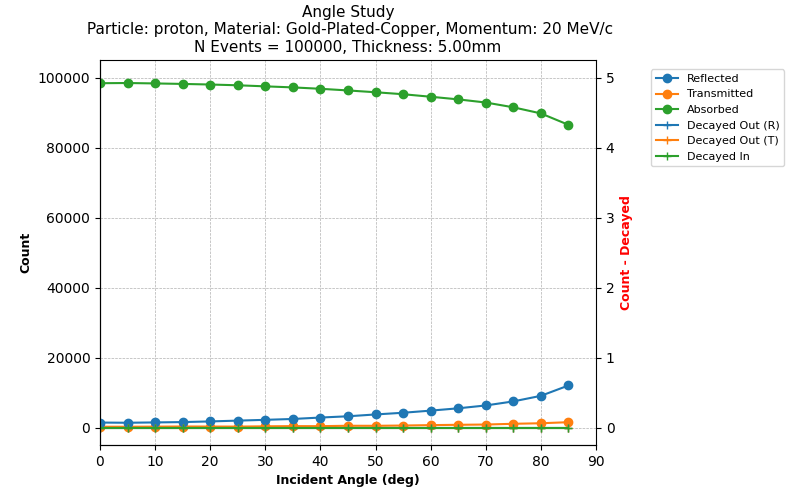 Angle Study
Particle: proton, Material: Gold-Plated-Copper, Momentum: 20 MeV/c
N Events = 100000, Thickness: 5.00mm
100000
80000
60000
40000
20000
0
Count
0 10 20 30 40 50 60 70 80 90
Incident Angle (deg)
5
4
3
2
1
0
Count - Decayed
Reflected
Transmitted
Absorbed
Decayed Out (R)
Decayed Out (T)
Decayed In